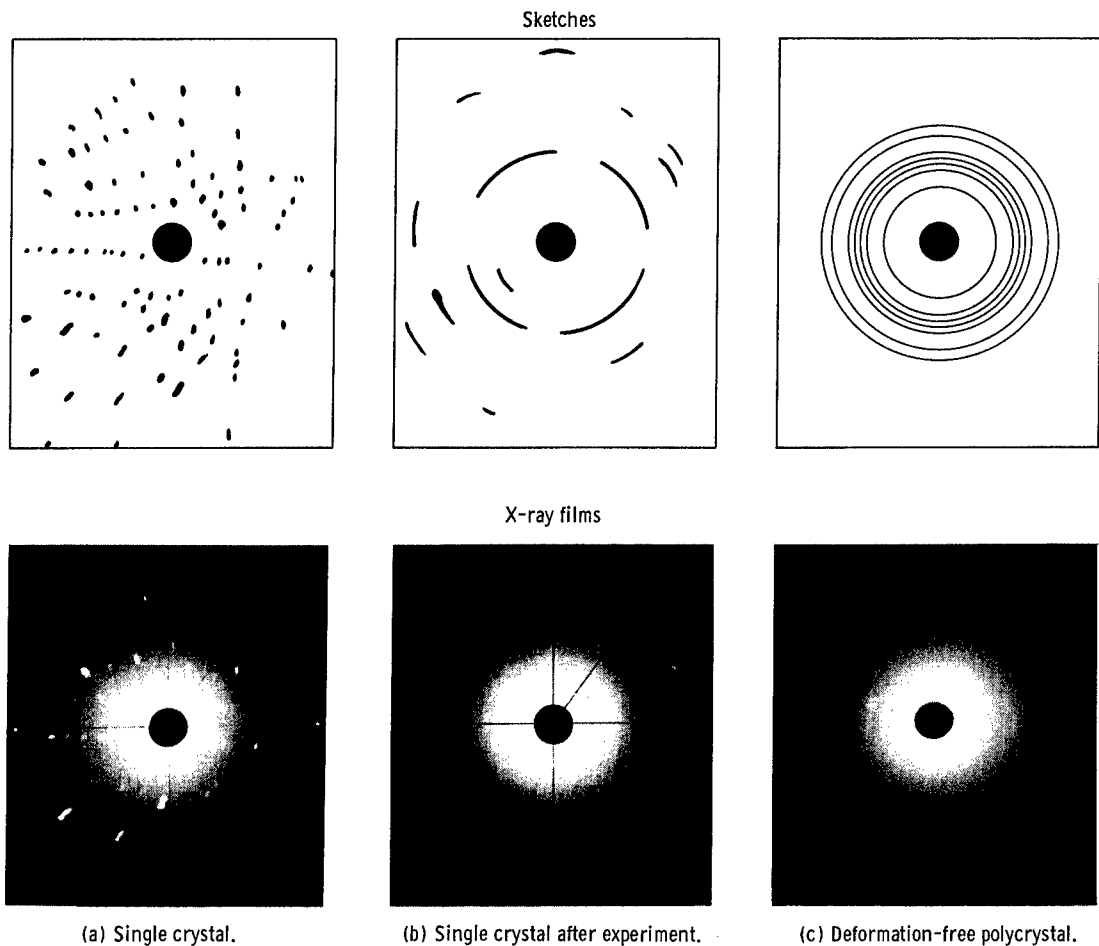 Sketches
X-ray films
(a) Single crystal.
(b) Single crystal after experiment.
(c) Deformation-free polycrystal.